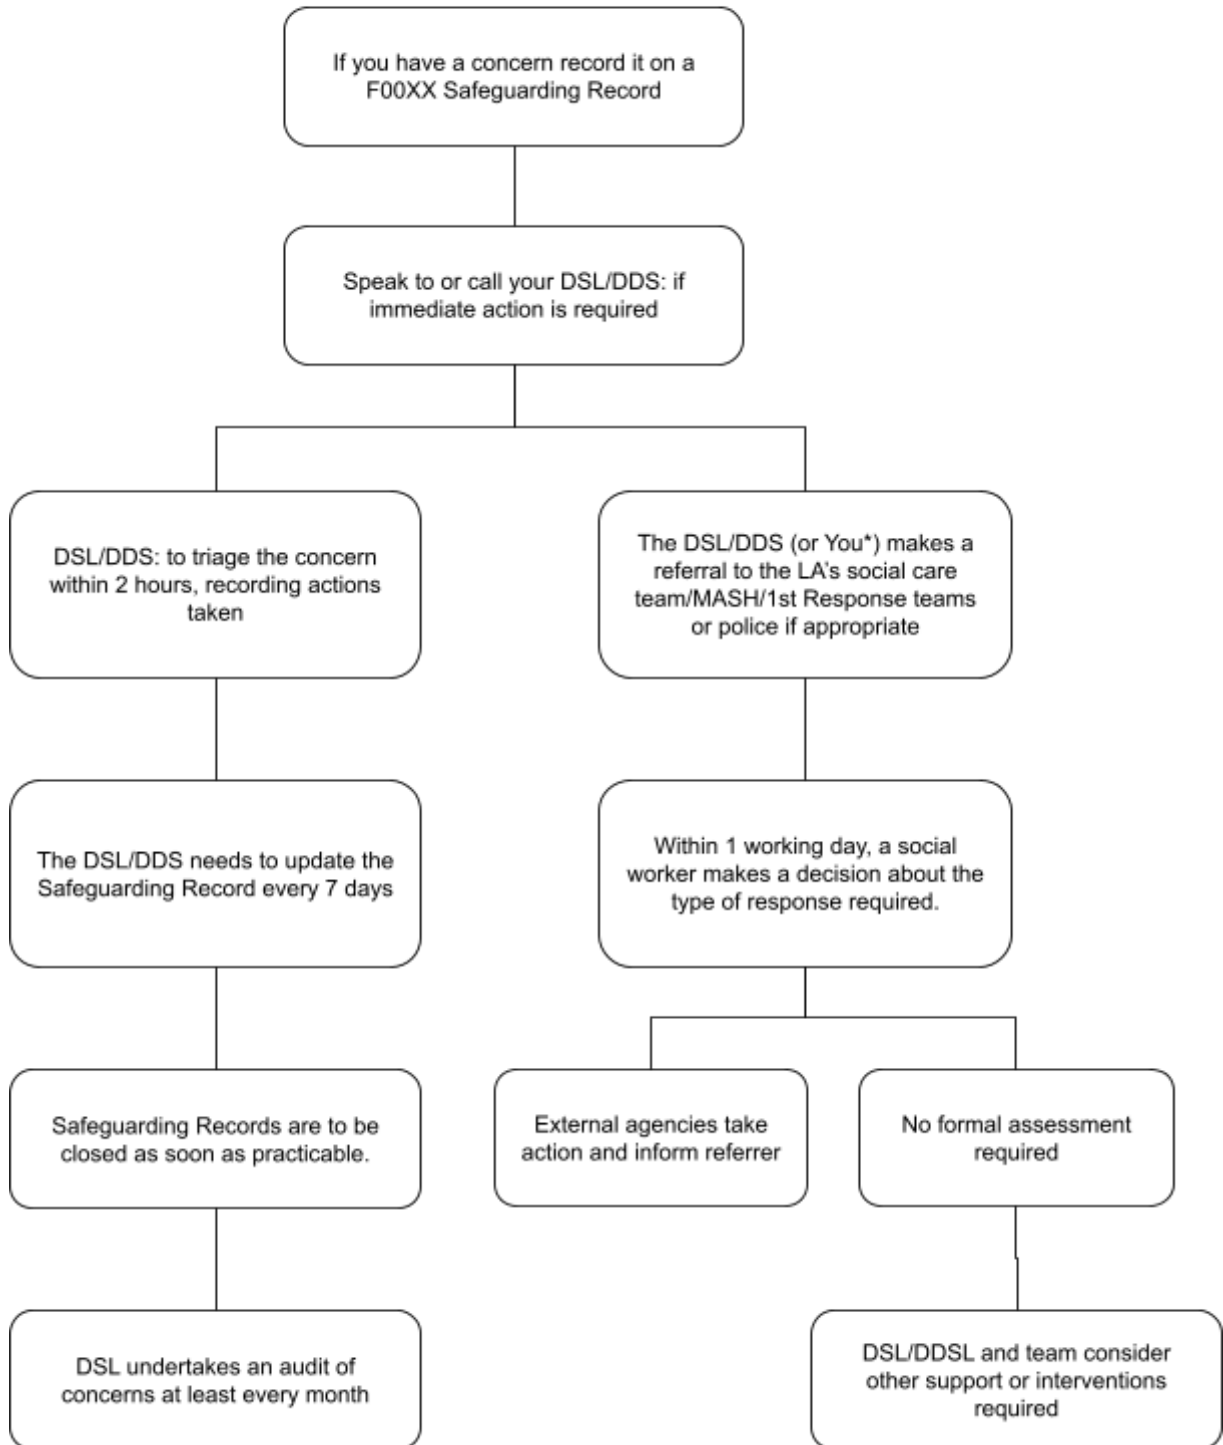 If you have a concern record it on a
F00XX Safeguarding Record
Speak to or call your DSL/DDS: if
immediate action is required
DSL/DDS: to triage the concern
within 2 hours, recording actions
taken
The DSL/DDS (or You*) makes a
referral to the LA's social care
team/MASH/1st Response teams
or police if appropriate
The DSL/DDS needs to update the
Safeguarding Record every 7 days
Within 1 working day, a social
worker makes a decision about the
type of response required.
Safeguarding Records are to be
closed as soon as practicable.
External agencies take
action and inform referrer
No formal assessment
required
DSL undertakes an audit of
concerns at least every month
DSL/DDSL and team consider
other support or interventions
required